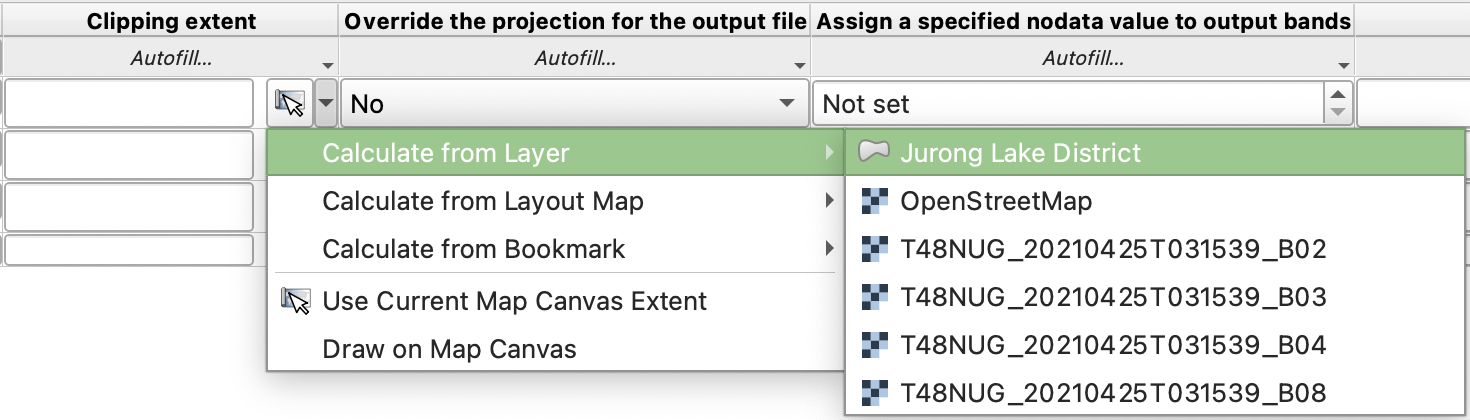 Clipping extent Override the projection for the output file Assign a specified nodata value to output bands
Autofill... Autofill... Autofill...
No Not set
Calculate from Layer
Calculate from Layout Map
Calculate from Bookmark
Use Current Map Canvas Extent
Draw on Map Canvas
Jurong Lake District
OpenStreetMap
T48NUG_20210425T031539_B02
T48NUG_20210425T031539_B03
T48NUG_20210425T031539_B04
T48NUG_20210425T031539_B08